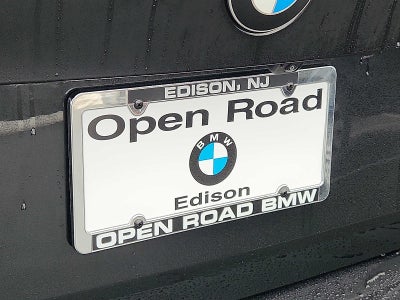 EDISON, NJ
Open Road
BMW
Edison
OPEN ROAD BMW